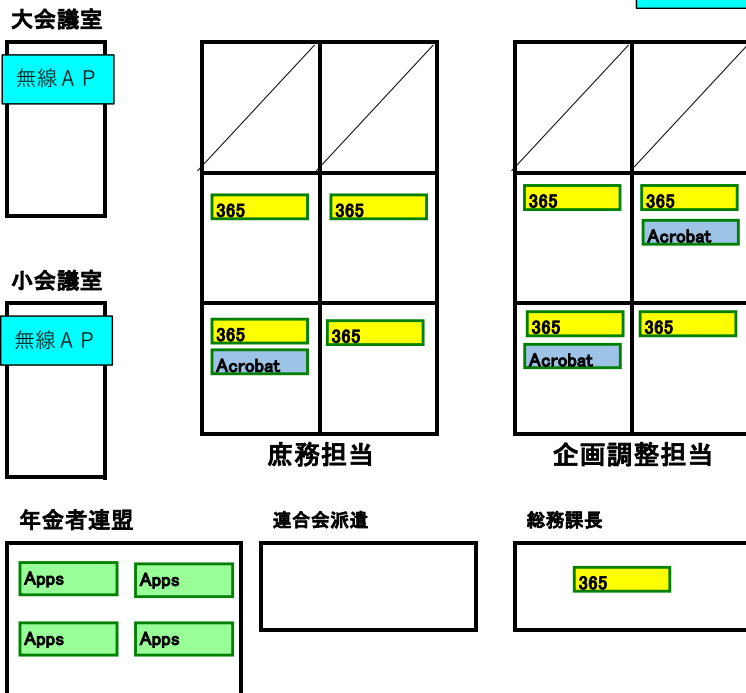 大会議室
無線ＡＰ
365
365
365
365
Acrobat
小会議室
無線ＡＰ
365
Acrobat
365
365
Acrobat
365
庶務担当
企画調整担当
年金者連盟
連合会派遣
総務課長
Apps
Apps
365
Apps
Apps